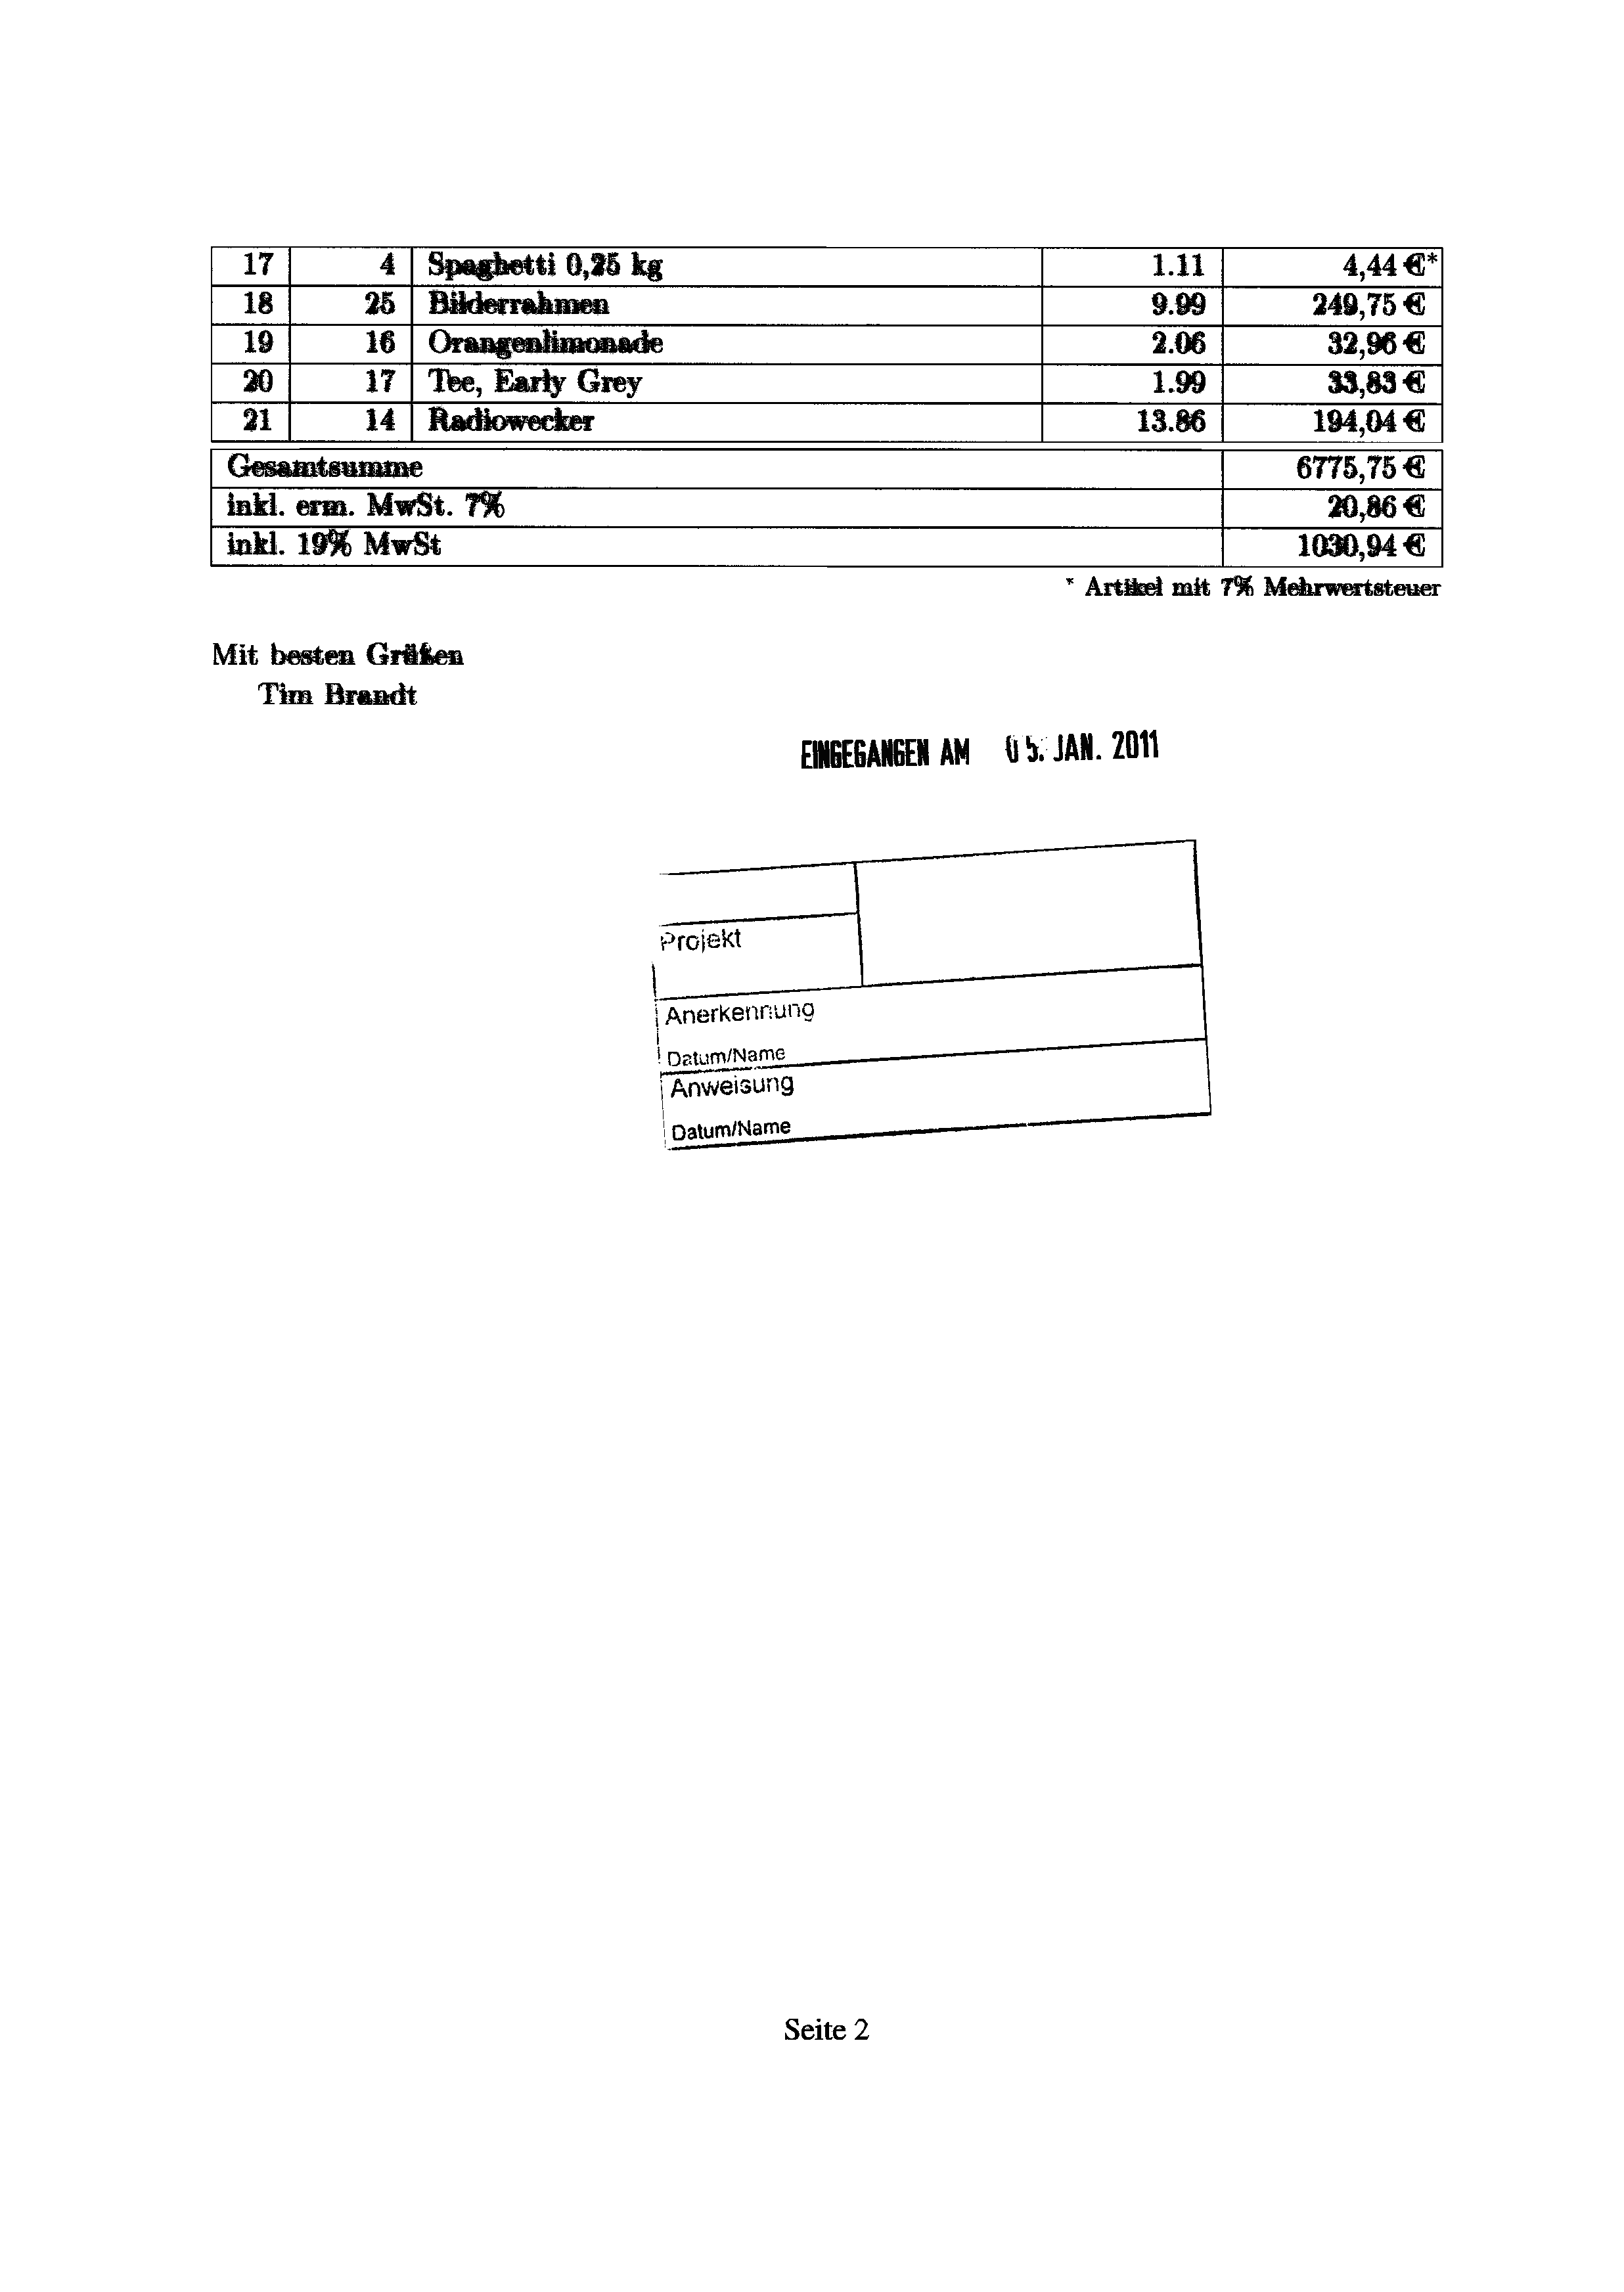 17 4 Spaghetti 0,25 kg 1.11 4,44 €*
18 25 Bilderrahmen 9.99 249,75 €
19 16 Orangenlimonade 2.06 32,96 €
20 17 Tee, Early Grey 1.99 33,83 €
21 14 Radiowecker 13.86 194,04 €
Gesamtsumme 6775,75 €
inkl. erm. MwSt. 7% 20,86 €
inkl. 19% MwSt 1030,94 €
* Artikel mit 7% Mehrwertsteuer
Mit besten Grüßen
Tim Brandt
EINGEGANGEN AM 05. JAN. 2011
Projekt
Anerkennung
Datum/Name
Anweisung
Datum/Name
Seite 2